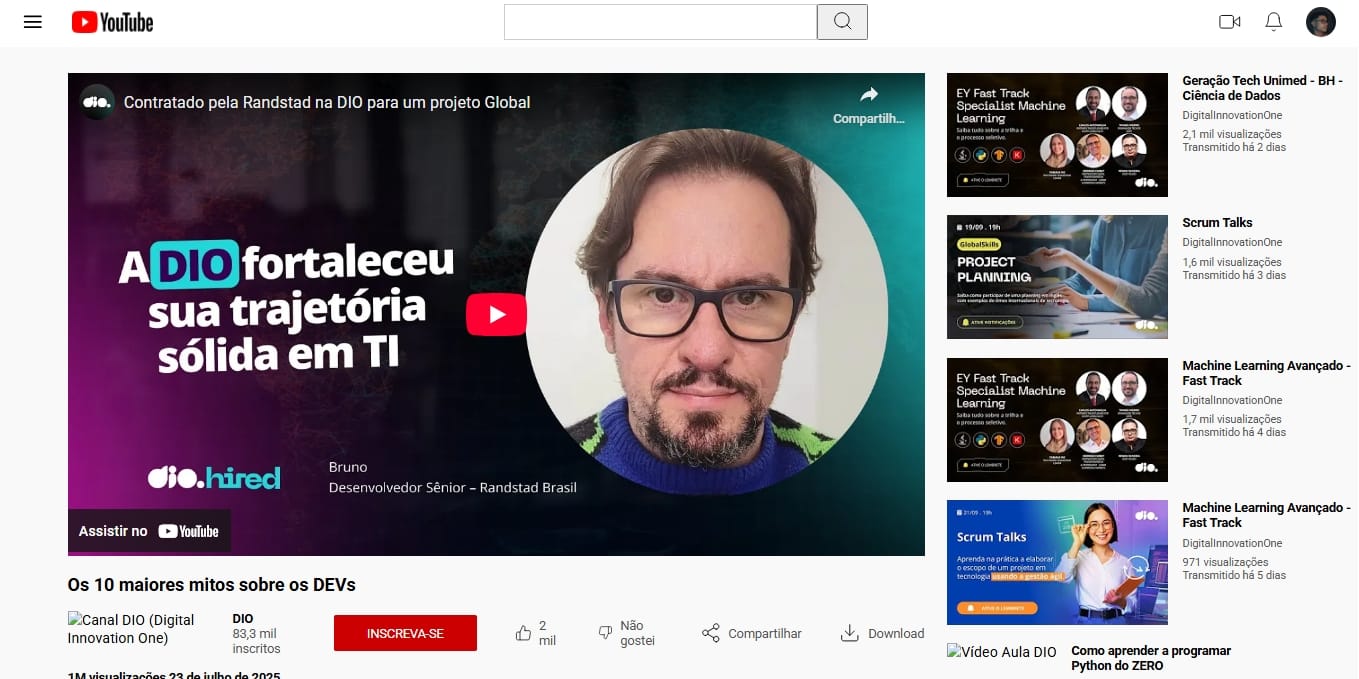 YouTube
dio.
Contratado pela Randstad na DIO para um projeto Global
Compartilh...
A DIO fortaleceu
sua trajetória
sólida em TI
dio.hired
Bruno
Desenvolvedor Sênior – Randstad Brasil
Assistir no YouTube
Os 10 maiores mitos sobre os DEVs
Canal DIO (Digital
Innovation One)
DIO
83,3 mil
inscritos
INSCREVA-SE
2
mil
Não
gostei
Compartilhar
Download
1M visualizações 23 de julho de 2025
EY Fast Track
Specialist Machine
Learning
Saiba tudo sobre a trilha e
o processo seletivo.
ATIVE O LEMBRETE
dio.
Geração Tech Unimed - BH -
Ciência de Dados
DigitalInnovationOne
2,1 mil visualizações
Transmitido há 2 dias
19/09 . 19h
GlobalSkills
PROJECT
PLANNING
Saiba como participar de uma planning em inglês
ATIVE NOTIFICAÇÕES
dio.
Scrum Talks
DigitalInnovationOne
1,6 mil visualizações
Transmitido há 3 dias
EY Fast Track
Specialist Machine
Learning
Saiba tudo sobre a trilha e
o processo seletivo.
ATIVE O LEMBRETE
dio.
Machine Learning Avançado -
Fast Track
DigitalInnovationOne
1,7 mil visualizações
Transmitido há 4 dias
21/09 . 19h
dio.
Scrum Talks
Aprenda na prática a elaborar
o escopo de um projeto em
tecnologia usando a gestão ágil.
ATIVE O LEMBRETE
Machine Learning Avançado -
Fast Track
DigitalInnovationOne
971 visualizações
Transmitido há 5 dias
Vídeo Aula DIO
Como aprender a programar
Python do ZERO